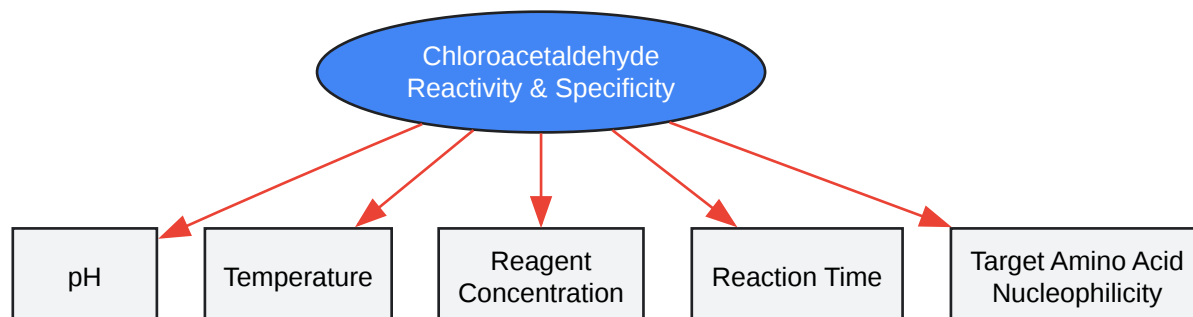 Chloroacetaldehyde
Reactivity & Specificity
pH
Temperature
Reagent
Concentration
Reaction Time
Target Amino Acid
Nucleophilicity